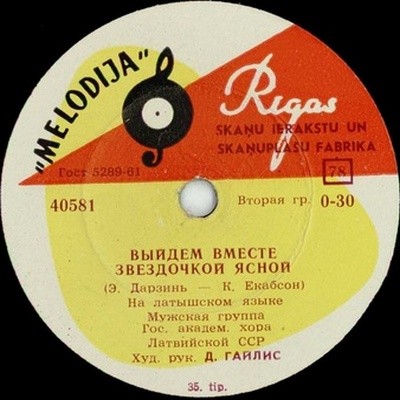 „MELODIJA"
Rigas
SKAŅU IERAKSTU UN
SKAŅUPLAŠU FABRIKA
Гост 5289-61
78
40581
Вторая гр. 0-30
ВЫЙДЕМ ВМЕСТЕ
ЗВЕЗДОЧКОЙ ЯСНОЙ
(Э. Дарзинь — К. Екабсон)
На латышском языке
Мужская группа
Гос. академ. хора
Латвийской ССР
Худ. рук. Д. ГАЙЛИС
35. tip.